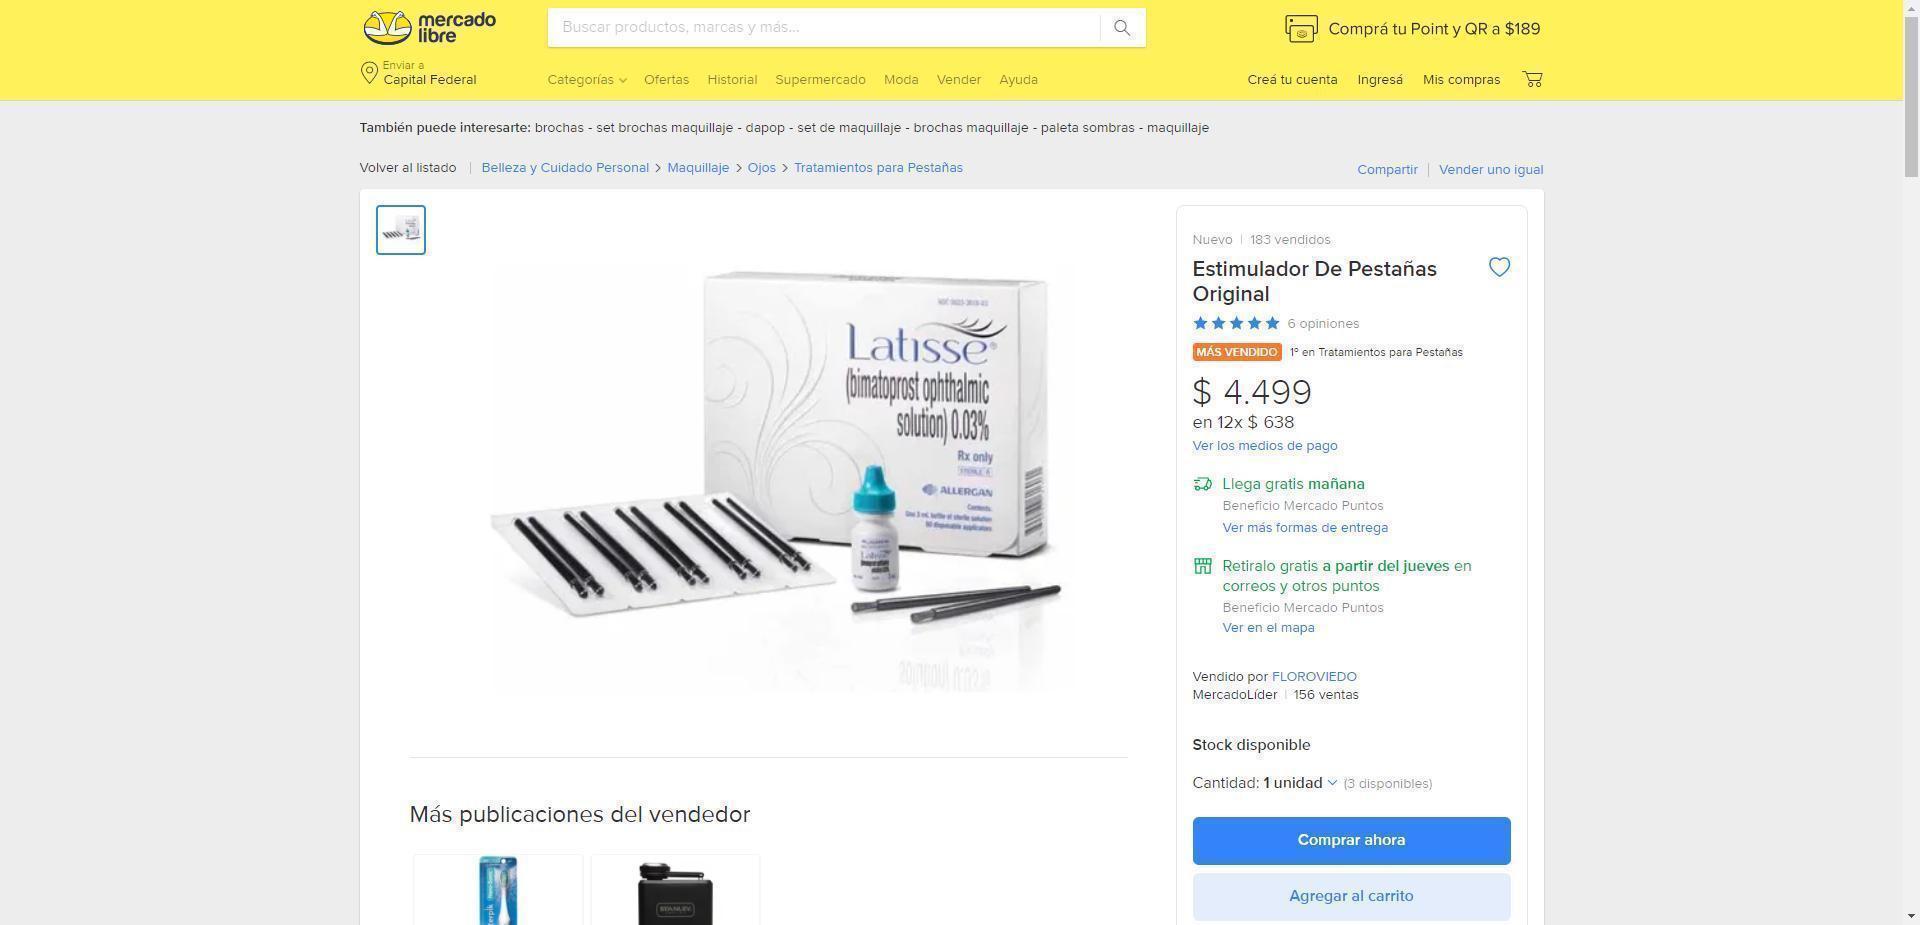 mercado
libre
Buscar productos, marcas y más...
Comprá tu Point y QR a $189
Enviar a
Capital Federal
Categorías
Ofertas
Historial
Supermercado
Moda
Vender
Ayuda
Creá tu cuenta
Ingresá
Mis compras
También puede interesarte: brochas - set brochas maquillaje - dapop - set de maquillaje - brochas maquillaje - paleta sombras - maquillaje
Volver al listado | Belleza y Cuidado Personal > Maquillaje > Ojos > Tratamientos para Pestañas
Compartir | Vender uno igual
Latisse®
(bimatoprost ophthalmic
solution) 0.03%
Rx only
STERILE A
ALLERGAN
Contents:
Latisse
Nuevo | 183 vendidos
Estimulador De Pestañas
Original
6 opiniones
MÁS VENDIDO 1º en Tratamientos para Pestañas
$ 4.499
en 12x $ 638
Ver los medios de pago
Llega gratis mañana
Beneficio Mercado Puntos
Ver más formas de entrega
Retiralo gratis a partir del jueves en
correos y otros puntos
Beneficio Mercado Puntos
Ver en el mapa
Vendido por FLOROVIEDO
MercadoLíder | 156 ventas
Stock disponible
Cantidad: 1 unidad (3 disponibles)
Comprar ahora
Agregar al carrito
Más publicaciones del vendedor
STANLEY